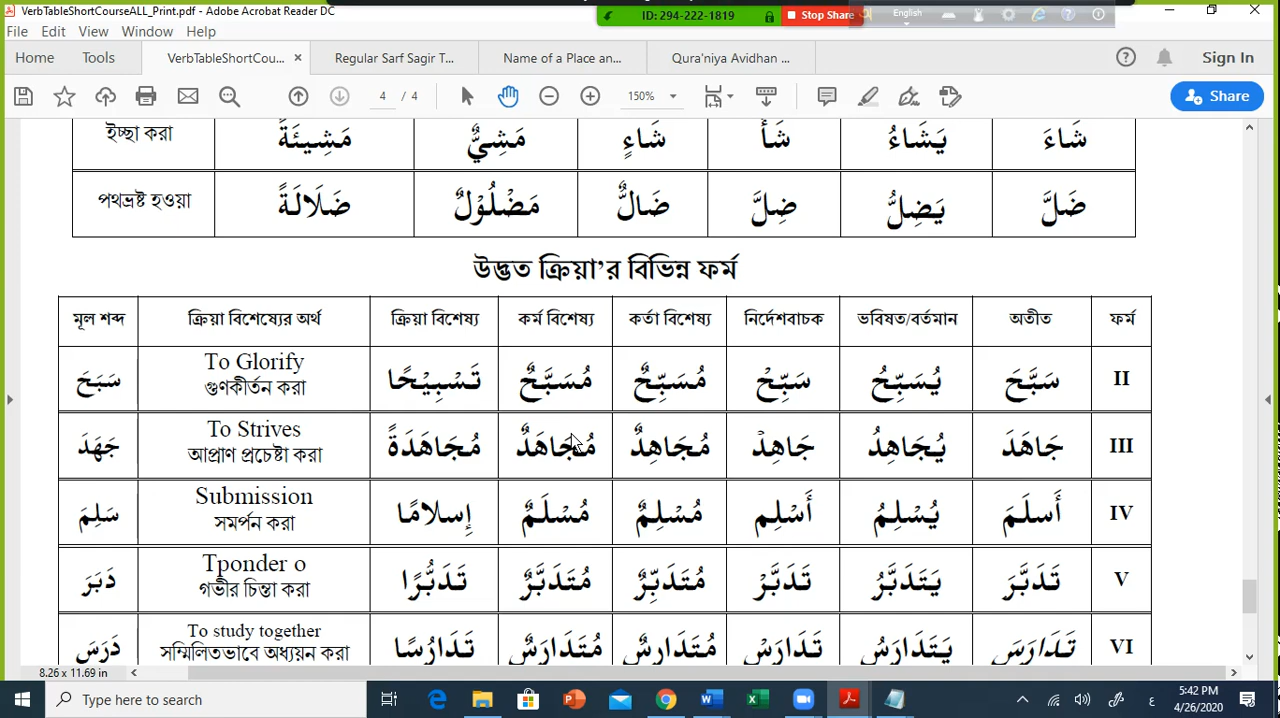 VerbTableShortCourseALL_Print.pdf - Adobe Acrobat Reader DC
ID: 294-222-1819 Stop Share English
File Edit View Window Help
Home Tools VerbTableShortCou... × Regular Sarf Sagir T... Name of a Place an... Qura'niya Avidhan ... Sign In
4 / 4 150% Share
ইচ্ছা করা مَشِيئَةً مَشِيٌّ شَاءٍ شَأْ يَشَاءُ شَاءَ
পথভ্রষ্ট হওয়া ضَلَالَةً مَضْلُوْلٌ ضَالٌّ ضِلَّ يَضِلُّ ضَلَّ
উদ্ভত ক্রিয়া'র বিভিন্ন ফর্ম
মূল শব্দ ক্রিয়া বিশেষ্যের অর্থ ক্রিয়া বিশেষ্য কর্ম বিশেষ্য কর্তা বিশেষ্য নির্দেশবাচক ভবিষত/বর্তমান অতীত ফর্ম
To Glorify
سَبَحَ গুণকীর্তন করা تَسْبِيْحًا مُسَبَّحٌ مُسَبِّحٌ سَبِّحْ يُسَبِّحُ سَبَّحَ II
To Strives
جَهَدَ আপ্রাণ প্রচেষ্টা করা مُجَاهَدَةً مُجَاهَدٌ مُجَاهِدٌ جَاهِدْ يُجَاهِدُ جَاهَدَ III
Submission
سَلِمَ সমর্পন করা إِسلامًا مُسْلَمٌ مُسْلِمٌ أَسْلِم يُسْلِمُ أَسلَمَ IV
Tponder o
دَبَرَ গভীর চিন্তা করা تَدَبُّرًا مُتَدَبَّرٌ مُتَدَبِّرٌ تَدَبَّرْ يَتَدَبَّرُ تَدَبَّرَ V
To study together
دَرَسَ সম্মিলিতভাবে অধ্যয়ন করা تَدَارُسًا مُتَدَارَسٌ مُتَدَارِسٌ تَدَارَسْ يَتَدَارَسُ تَدَارَسَ VI
8.26 x 11.69 in
Type here to search ع 5:42 PM
4/26/2020